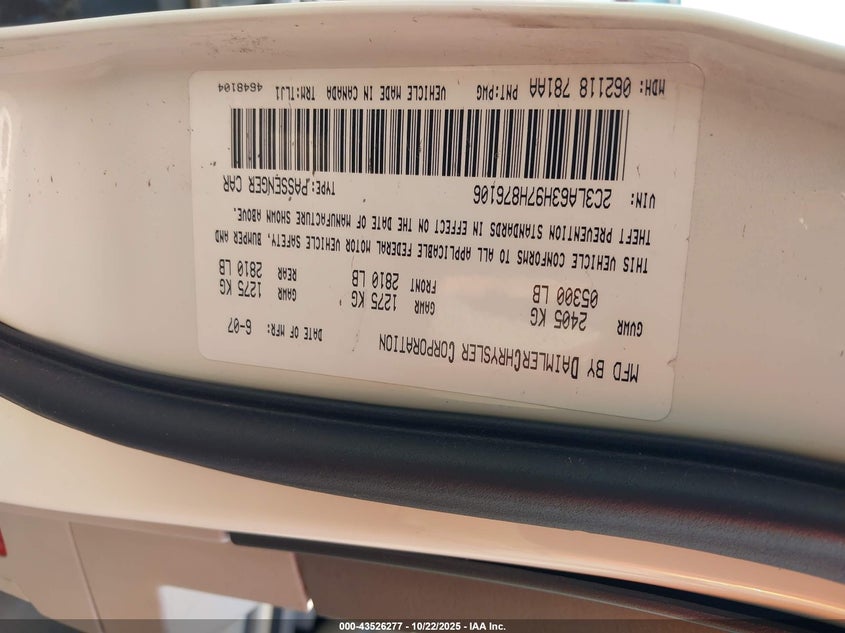 MFD BY DAIMLERCHRYSLER CORPORATION
DATE OF MFR: 6-07
GVWR GAWR GAWR
2405 KG FRONT 1275 KG REAR 1275 KG
05300 LB 2810 LB 2810 LB
THIS VEHICLE CONFORMS TO ALL APPLICABLE FEDERAL MOTOR VEHICLE SAFETY, BUMPER AND
THEFT PREVENTION STANDARDS IN EFFECT ON THE DATE OF MANUFACTURE SHOWN ABOVE.
VIN: 2C3LA63H97H876106 TYPE: PASSENGER CAR
MDH: 062118 781AA PNT: PWG VEHICLE MADE IN CANADA TRM: TLJ1 4648104
000-43526277 - 10/22/2025 - IAA Inc.